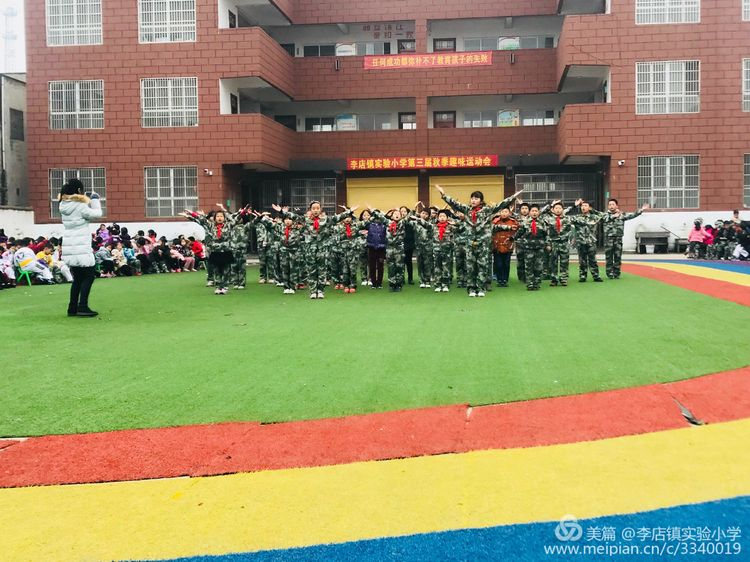 任何成功都弥补不了教育的失败
李店镇实验小学第三届秋季趣味运动会
美篇 @李店镇实验小学
www.meipian.cn/c/3340019